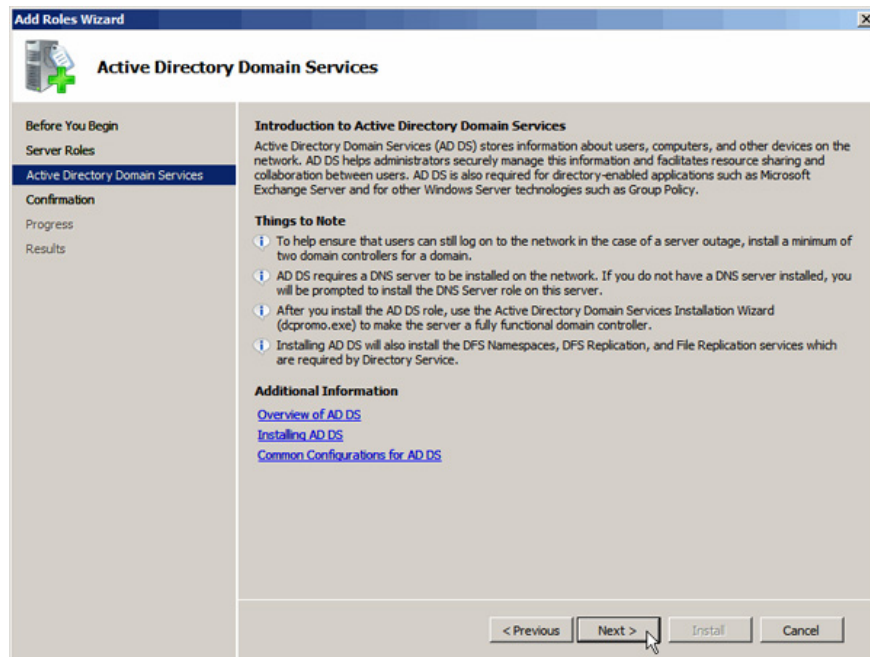 Add Roles Wizard
Active Directory Domain Services
Before You Begin
Server Roles
Active Directory Domain Services
Confirmation
Progress
Results
Introduction to Active Directory Domain Services
Active Directory Domain Services (AD DS) stores information about users, computers, and other devices on the
network. AD DS helps administrators securely manage this information and facilitates resource sharing and
collaboration between users. AD DS is also required for directory-enabled applications such as Microsoft
Exchange Server and for other Windows Server technologies such as Group Policy.
Things to Note
To help ensure that users can still log on to the network in the case of a server outage, install a minimum of
two domain controllers for a domain.
AD DS requires a DNS server to be installed on the network. If you do not have a DNS server installed, you
will be prompted to install the DNS Server role on this server.
After you install the AD DS role, use the Active Directory Domain Services Installation Wizard
(dcpromo.exe) to make the server a fully functional domain controller.
Installing AD DS will also install the DFS Namespaces, DFS Replication, and File Replication services which
are required by Directory Service.
Additional Information
Overview of AD DS
Installing AD DS
Common Configurations for AD DS
< Previous Next > Install Cancel